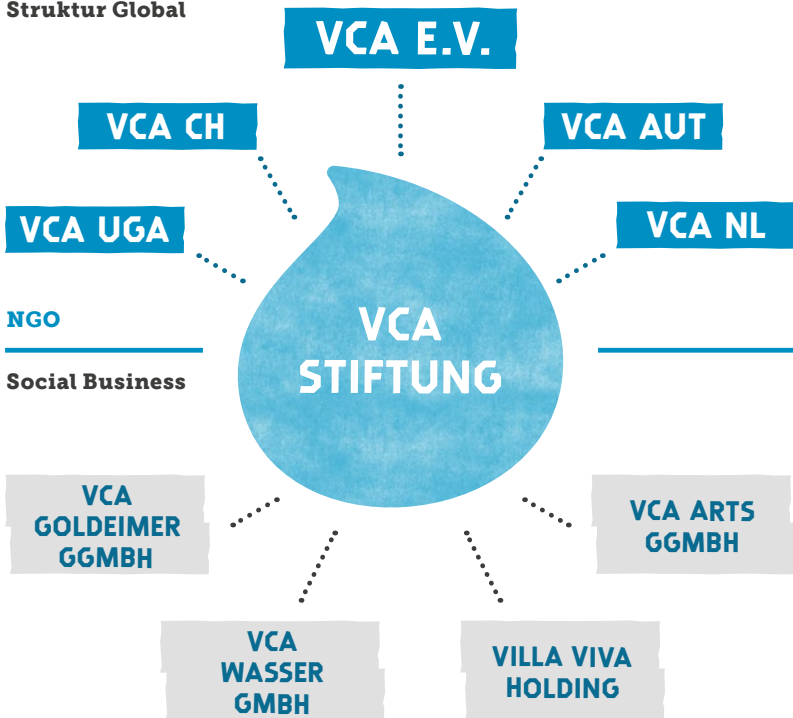 Struktur Global
VCA E.V.
VCA CH
VCA AUT
VCA UGA
VCA NL
VCA
STIFTUNG
NGO
Social Business
VCA
GOLDEIMER
GGMBH
VCA ARTS
GGMBH
VCA
WASSER
GMBH
VILLA VIVA
HOLDING